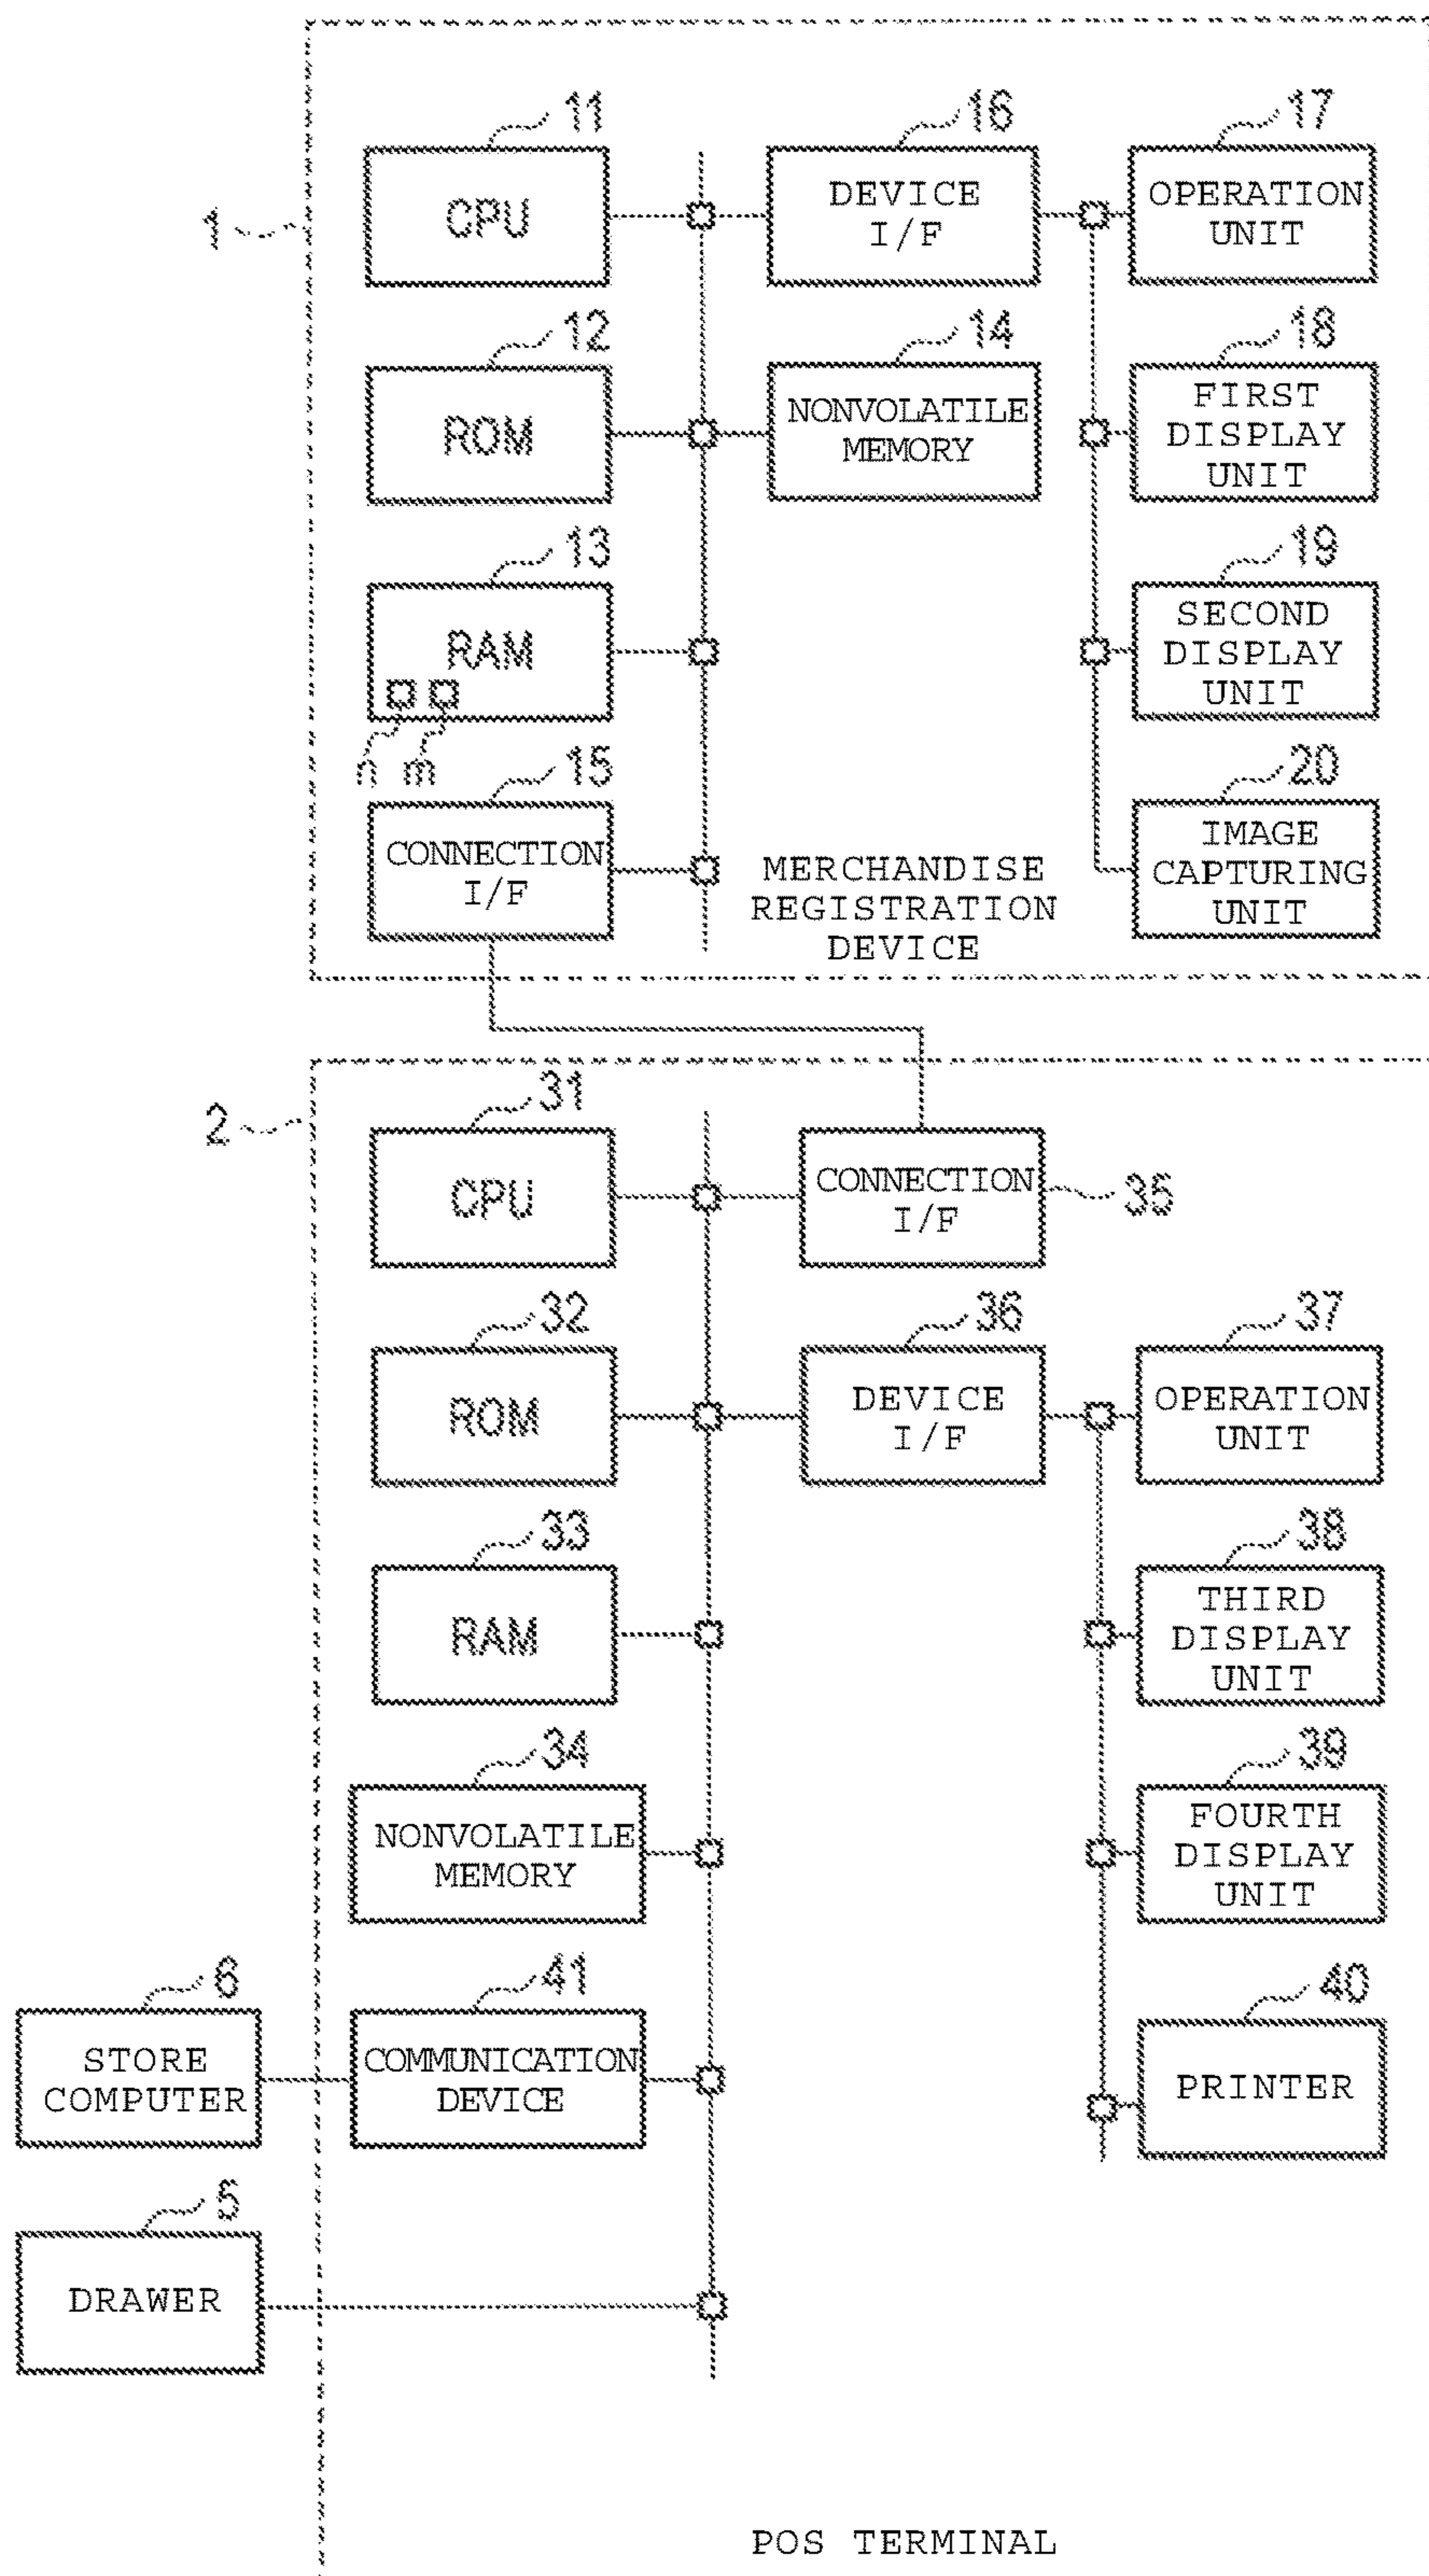 11
CPU
16
DEVICE
I/F
17
OPERATION
UNIT
1
12
ROM
14
NONVOLATILE
MEMORY
18
FIRST
DISPLAY
UNIT
13
RAM
n m
19
SECOND
DISPLAY
UNIT
15
CONNECTION
I/F
MERCHANDISE
REGISTRATION
DEVICE
20
IMAGE
CAPTURING
UNIT
2
31
CPU
CONNECTION
I/F
35
32
ROM
36
DEVICE
I/F
37
OPERATION
UNIT
33
RAM
38
THIRD
DISPLAY
UNIT
34
NONVOLATILE
MEMORY
39
FOURTH
DISPLAY
UNIT
6
STORE
COMPUTER
41
COMMUNICATION
DEVICE
40
PRINTER
5
DRAWER
POS TERMINAL